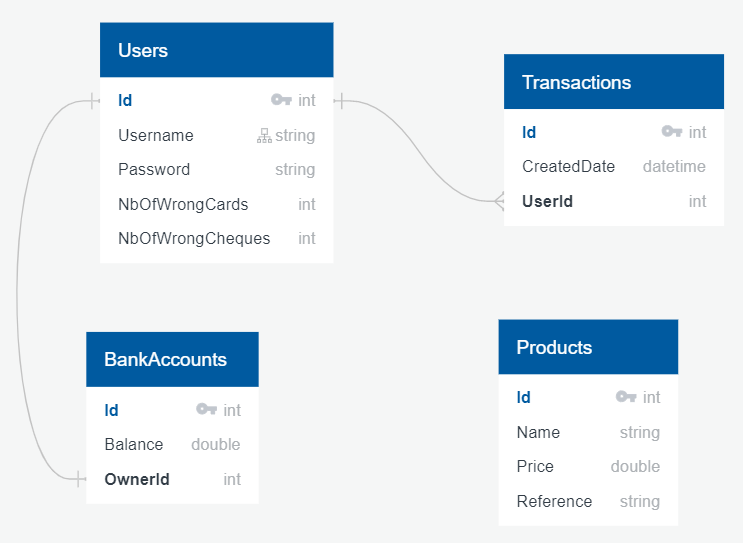 Users
Id int
Username string
Password string
NbOfWrongCards int
NbOfWrongCheques int
Transactions
Id int
CreatedDate datetime
UserId int
BankAccounts
Id int
Balance double
OwnerId int
Products
Id int
Name string
Price double
Reference string